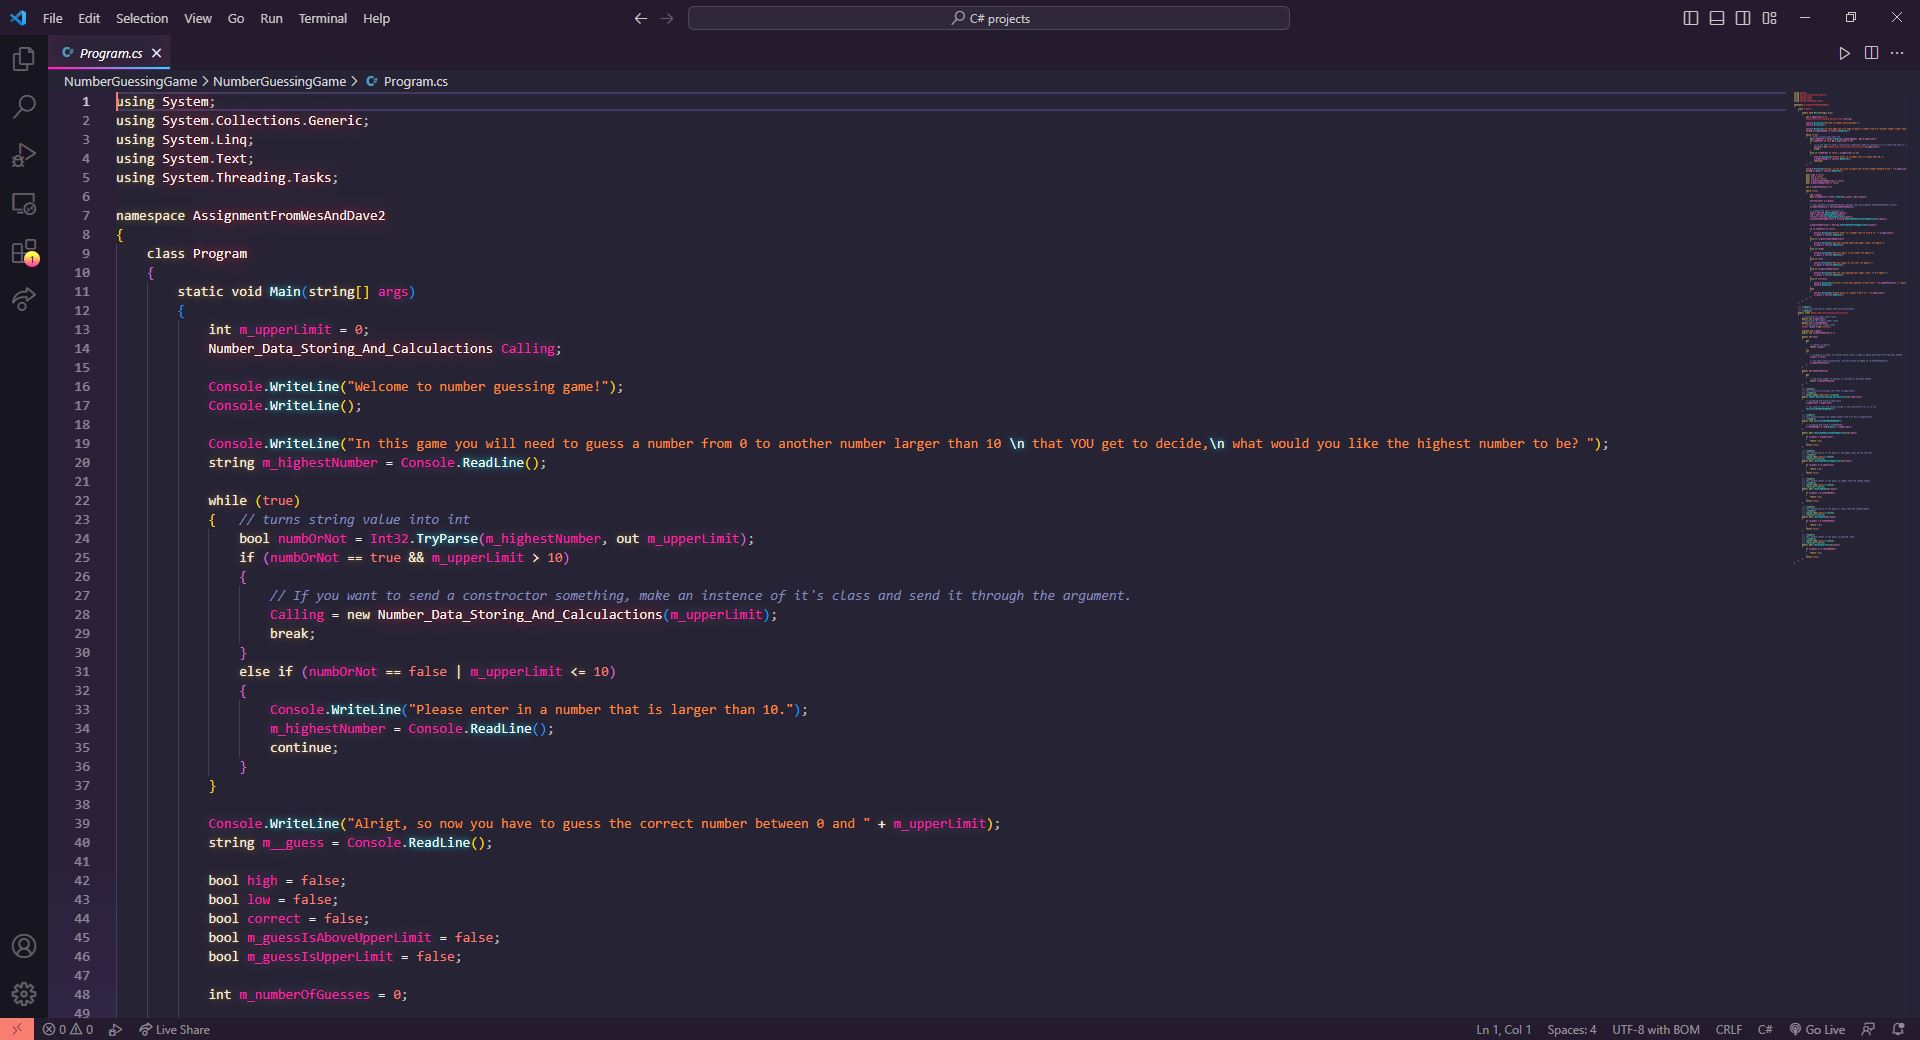 File Edit Selection View Go Run Terminal Help
C# projects
Program.cs
NumberGuessingGame > NumberGuessingGame > Program.cs
1 using System;
2 using System.Collections.Generic;
3 using System.Linq;
4 using System.Text;
5 using System.Threading.Tasks;
6
7 namespace AssignmentFromWesAndDave2
8 {
9 class Program
10 {
11 static void Main(string[] args)
12 {
13 int m_upperLimit = 0;
14 Number_Data_Storing_And_Calculactions Calling;
15
16 Console.WriteLine("Welcome to number guessing game!");
17 Console.WriteLine();
18
19 Console.WriteLine("In this game you will need to guess a number from 0 to another number larger than 10 \n that YOU get to decide,\n what would you like the highest number to be? ");
20 string m_highestNumber = Console.ReadLine();
21
22 while (true)
23 { // turns string value into int
24 bool numbOrNot = Int32.TryParse(m_highestNumber, out m_upperLimit);
25 if (numbOrNot == true && m_upperLimit > 10)
26 {
27 // If you want to send a constroctor something, make an instence of it's class and send it through the argument.
28 Calling = new Number_Data_Storing_And_Calculactions(m_upperLimit);
29 break;
30 }
31 else if (numbOrNot == false | m_upperLimit <= 10)
32 {
33 Console.WriteLine("Please enter in a number that is larger than 10.");
34 m_highestNumber = Console.ReadLine();
35 continue;
36 }
37 }
38
39 Console.WriteLine("Alrigt, so now you have to guess the correct number between 0 and " + m_upperLimit);
40 string m__guess = Console.ReadLine();
41
42 bool high = false;
43 bool low = false;
44 bool correct = false;
45 bool m_guessIsAboveUpperLimit = false;
46 bool m_guessIsUpperLimit = false;
47
48 int m_numberOfGuesses = 0;
49
0 0 Live Share Ln 1, Col 1 Spaces: 4 UTF-8 with BOM CRLF C# Go Live